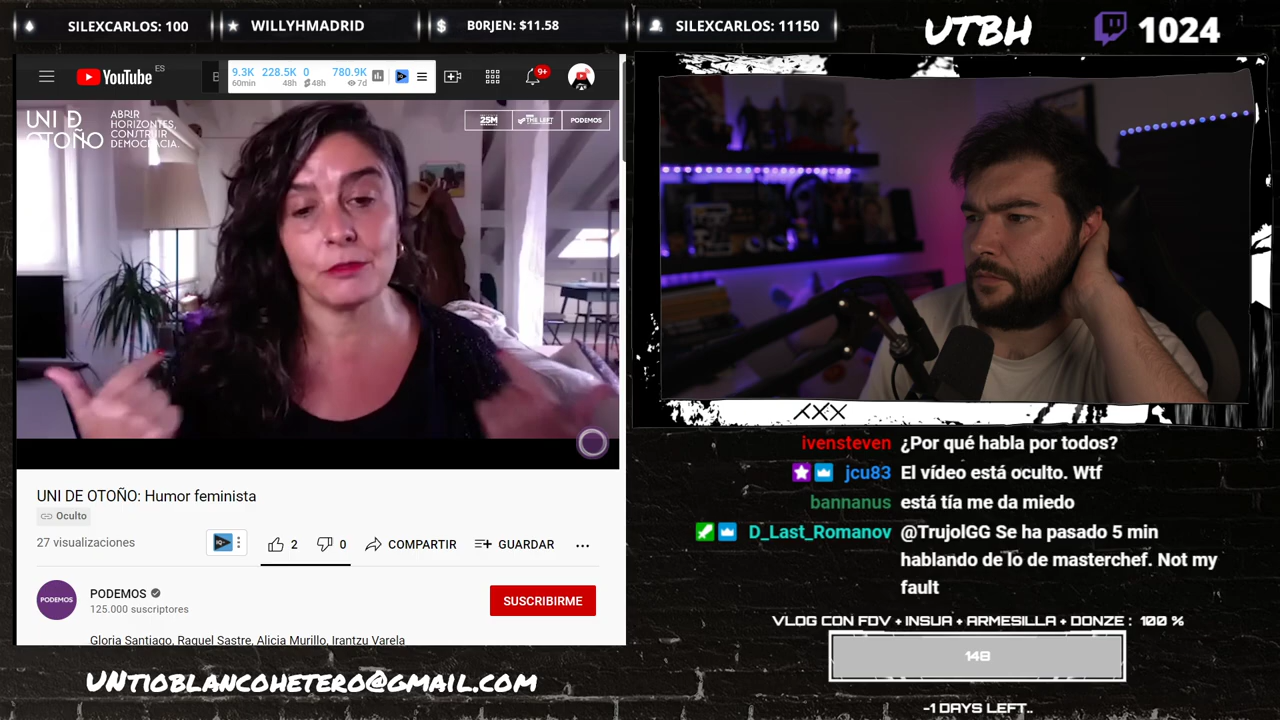 SILEXCARLOS: 100
WILLYHMADRID
B0RJEN: $11.58
SILEXCARLOS: 11150
UTBH
1024
YouTube ES
9.3K 228.5K 0 780.9K
60min 48h 48h 7d
9+
UNI D
OTOÑO
ABRIR
HORIZONTES,
CONSTRUIR
DEMOCRACIA.
25M
THE LEFT
PODEMOS
XXX
UNI DE OTOÑO: Humor feminista
Oculto
27 visualizaciones
2
0
COMPARTIR
GUARDAR
PODEMOS
PODEMOS
125.000 suscriptores
SUSCRIBIRME
Gloria Santiago, Raquel Sastre, Alicia Murillo, Irantzu Varela
ivensteven ¿Por qué habla por todos?
jcu83 El vídeo está oculto. Wtf
bannanus está tía me da miedo
D_Last_Romanov @TrujolGG Se ha pasado 5 min
hablando de lo de masterchef. Not my
fault
VLOG CON FDV + INSUA + ARMESILLA + DONZE : 100 %
148
-1 DAYS LEFT..
UNTIOBLANCOHETERO@GMAIL.COM